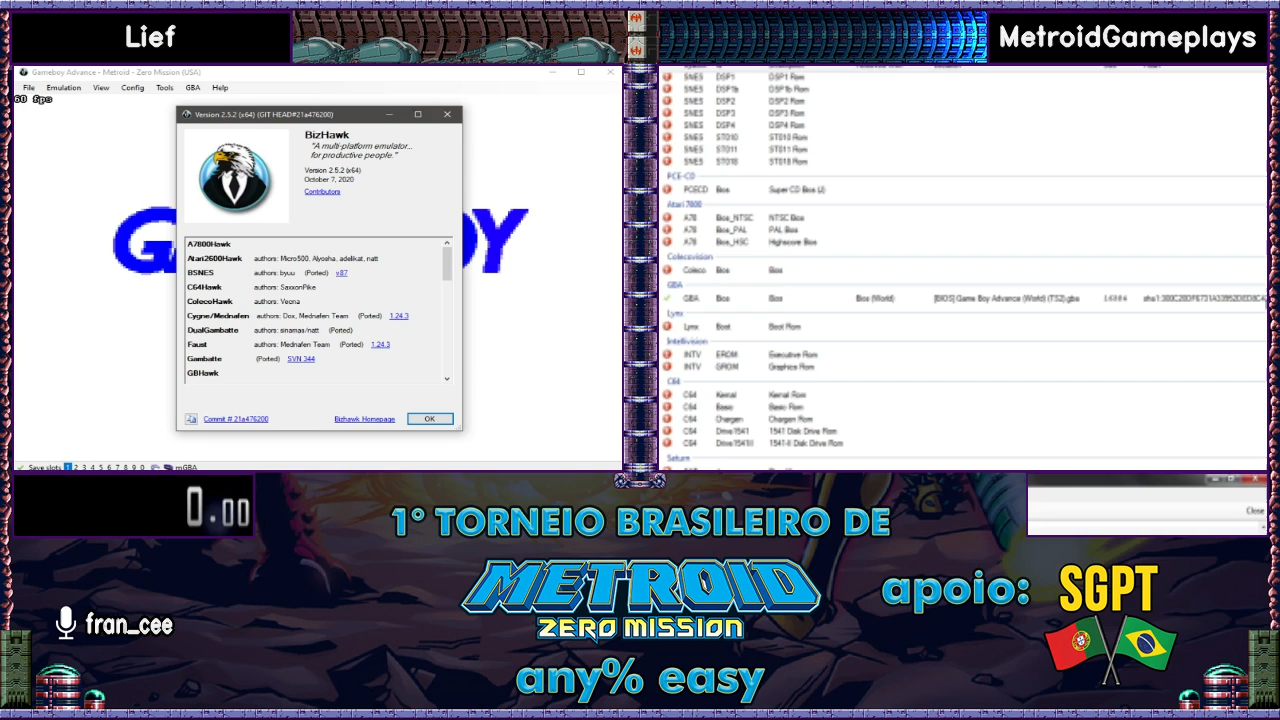 Lief
MetroidGameplays
Gameboy Advance - Metroid - Zero Mission (USA)
File Emulation View Config Tools GBA Help
60 fps
Version 2.5.2 (x64) (GIT HEAD#21a476200)
BizHawk
"A multi-platform emulator...
for productive people."
Version 2.5.2 (x64)
October 7, 2020
Contributors
G
OY
A7800Hawk
Atari2600Hawk authors: Micro500, Alyosha, adelikat, natt
BSNES authors: byuu (Ported) v87
C64Hawk authors: SaxxonPike
ColecoHawk authors: Vecna
Cygne/Mednafen authors: Dox, Mednafen Team (Ported) 1.24.3
DualGambatte authors: sinamas/natt (Ported)
Faust authors: Mednafen Team (Ported) 1.24.3
Gambatte (Ported) SVN 344
GBHawk
Commit # 21a476200
Bizhawk Homepage
OK
Save slots 1 2 3 4 5 6 7 8 9 0 mGBA
SNES DSP1 DSP1 Rom
SNES DSP1b DSP1b Rom
SNES DSP2 DSP2 Rom
SNES DSP3 DSP3 Rom
SNES DSP4 DSP4 Rom
SNES ST010 ST010 Rom
SNES ST011 ST011 Rom
SNES ST018 ST018 Rom
PCE-CD
PCECD Bios Super CD Bios (J)
Atari 7800
A78 Bios_NTSC NTSC Bios
A78 Bios_PAL PAL Bios
A78 Bios_HSC Highscore Bios
Colecovision
Coleco Bios Bios
GBA
GBA Bios Bios Bios (World) [BIOS] Game Boy Advance (World) (TS2).gba 16384
Lynx
Lynx Boot Boot Rom
Intellivision
INTV EROM Executive Rom
INTV GROM Graphics Rom
C64
C64 Kernal Kernal Rom
C64 Basic Basic Rom
C64 Chargen Chargen Rom
C64 Drive1541 1541 Disk Drive Rom
C64 Drive1541II 1541-II Disk Drive Rom
Saturn
0.00
Close
1º TORNEIO BRASILEIRO DE
METROID
ZERO MISSION
any% easy
apoio: SGPT
fran_cee